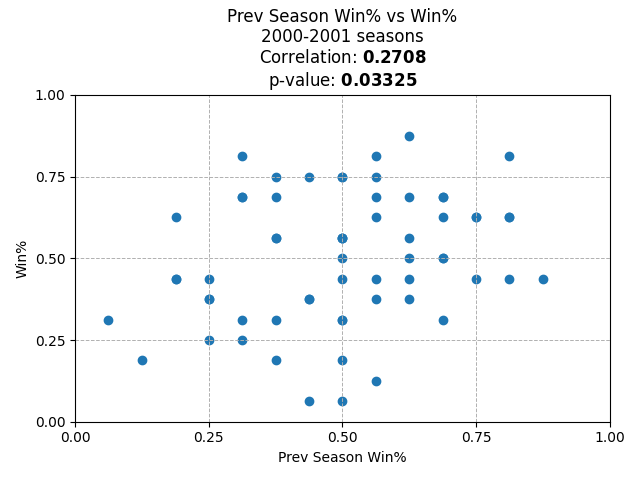 Prev Season Win% vs Win%
2000-2001 seasons
Correlation: 0.2708
p-value: 0.03325
1.00
0.75
0.50
0.25
0.00
Win%
0.00 0.25 0.50 0.75 1.00
Prev Season Win%